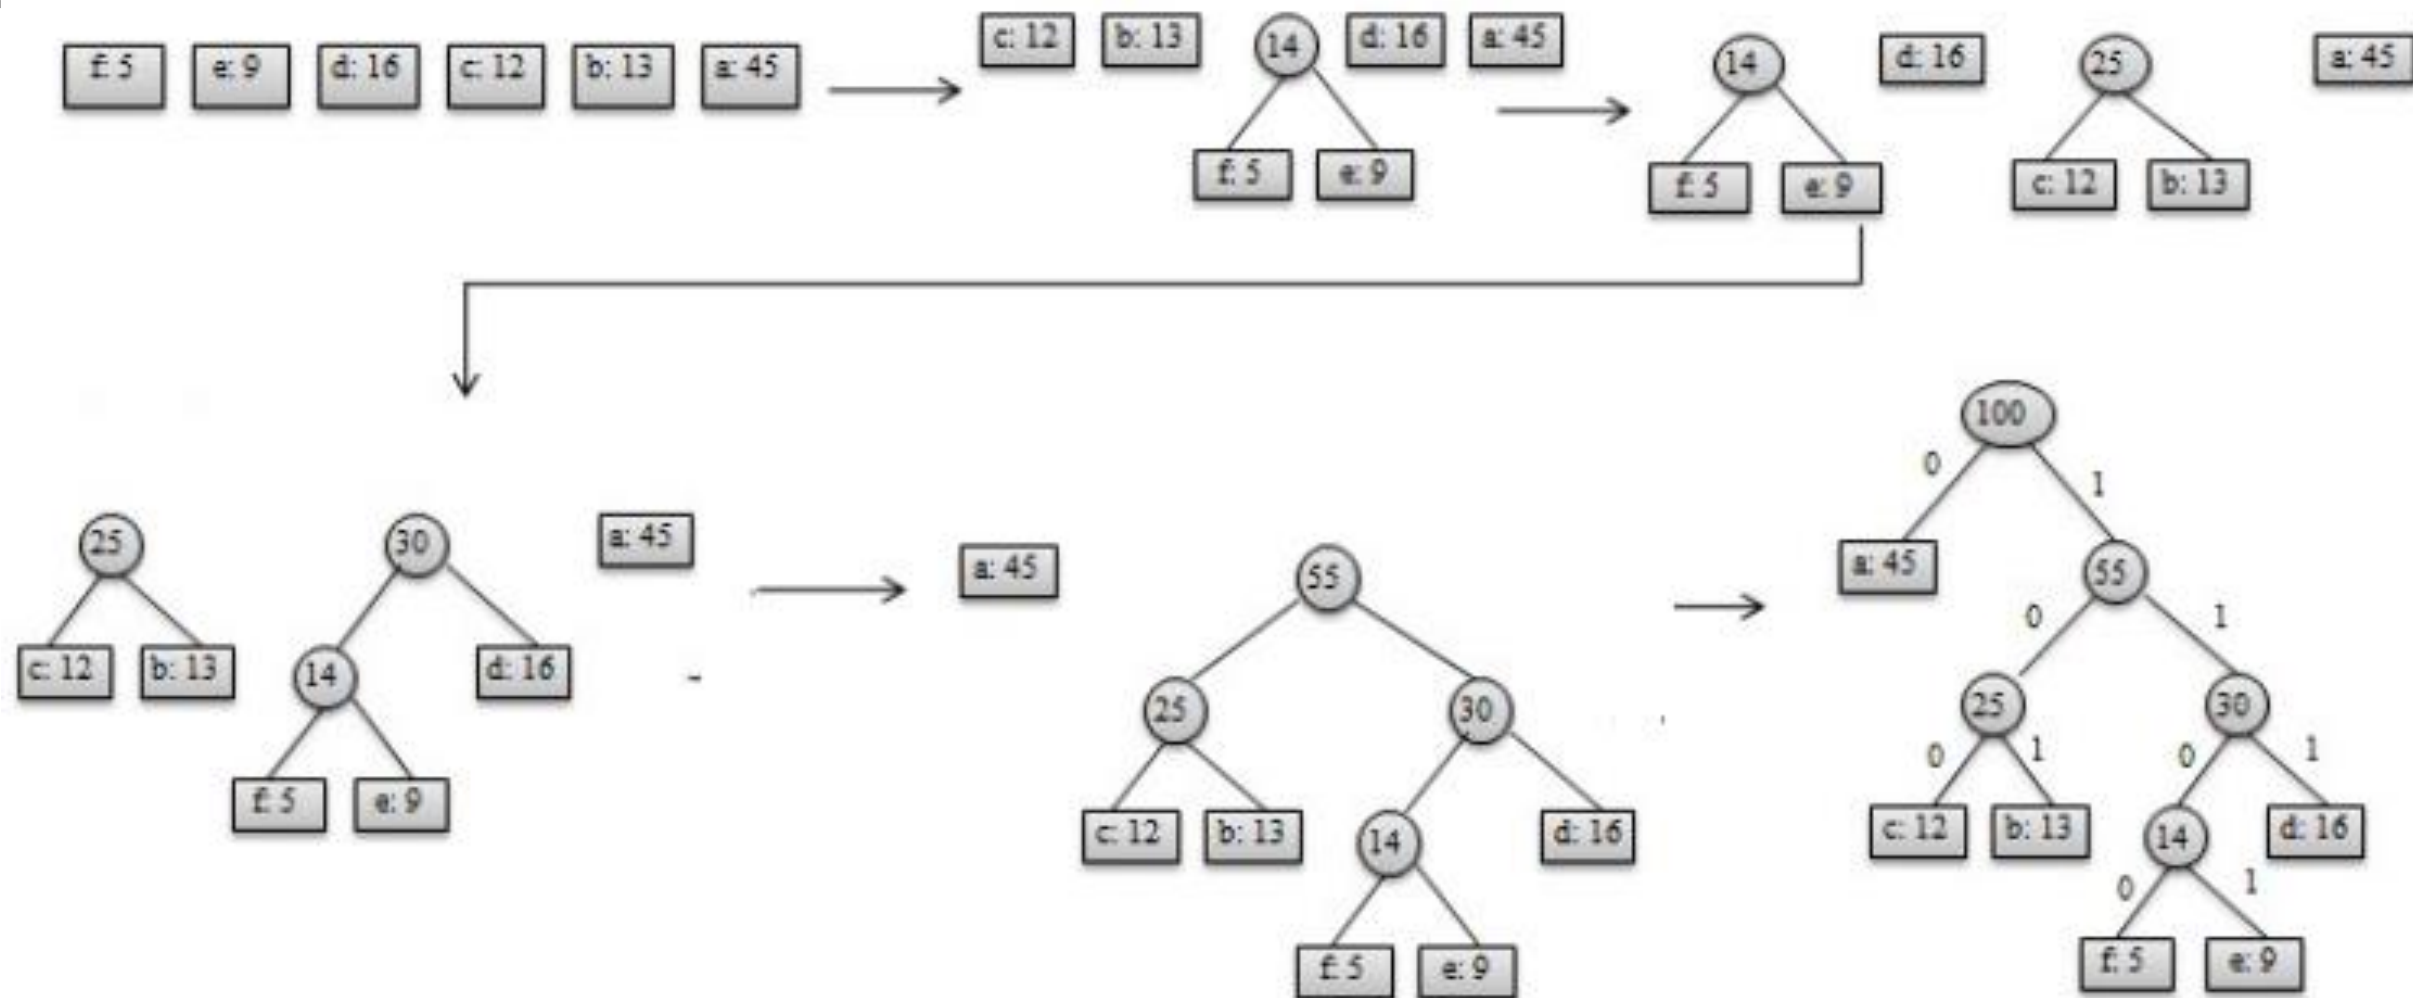 f: 5 e: 9 d: 16 c: 12 b: 13 a: 45
c: 12 b: 13 14 d: 16 a: 45
f: 5 e: 9
14 d: 16 25 a: 45
f: 5 e: 9 c: 12 b: 13
25 30 a: 45
c: 12 b: 13 14 d: 16
f: 5 e: 9
a: 45 55
25 30
c: 12 b: 13 14 d: 16
f: 5 e: 9
100
0 1
a: 45 55
0 1
25 30
0 1 0 1
c: 12 b: 13 14 d: 16
0 1
f: 5 e: 9